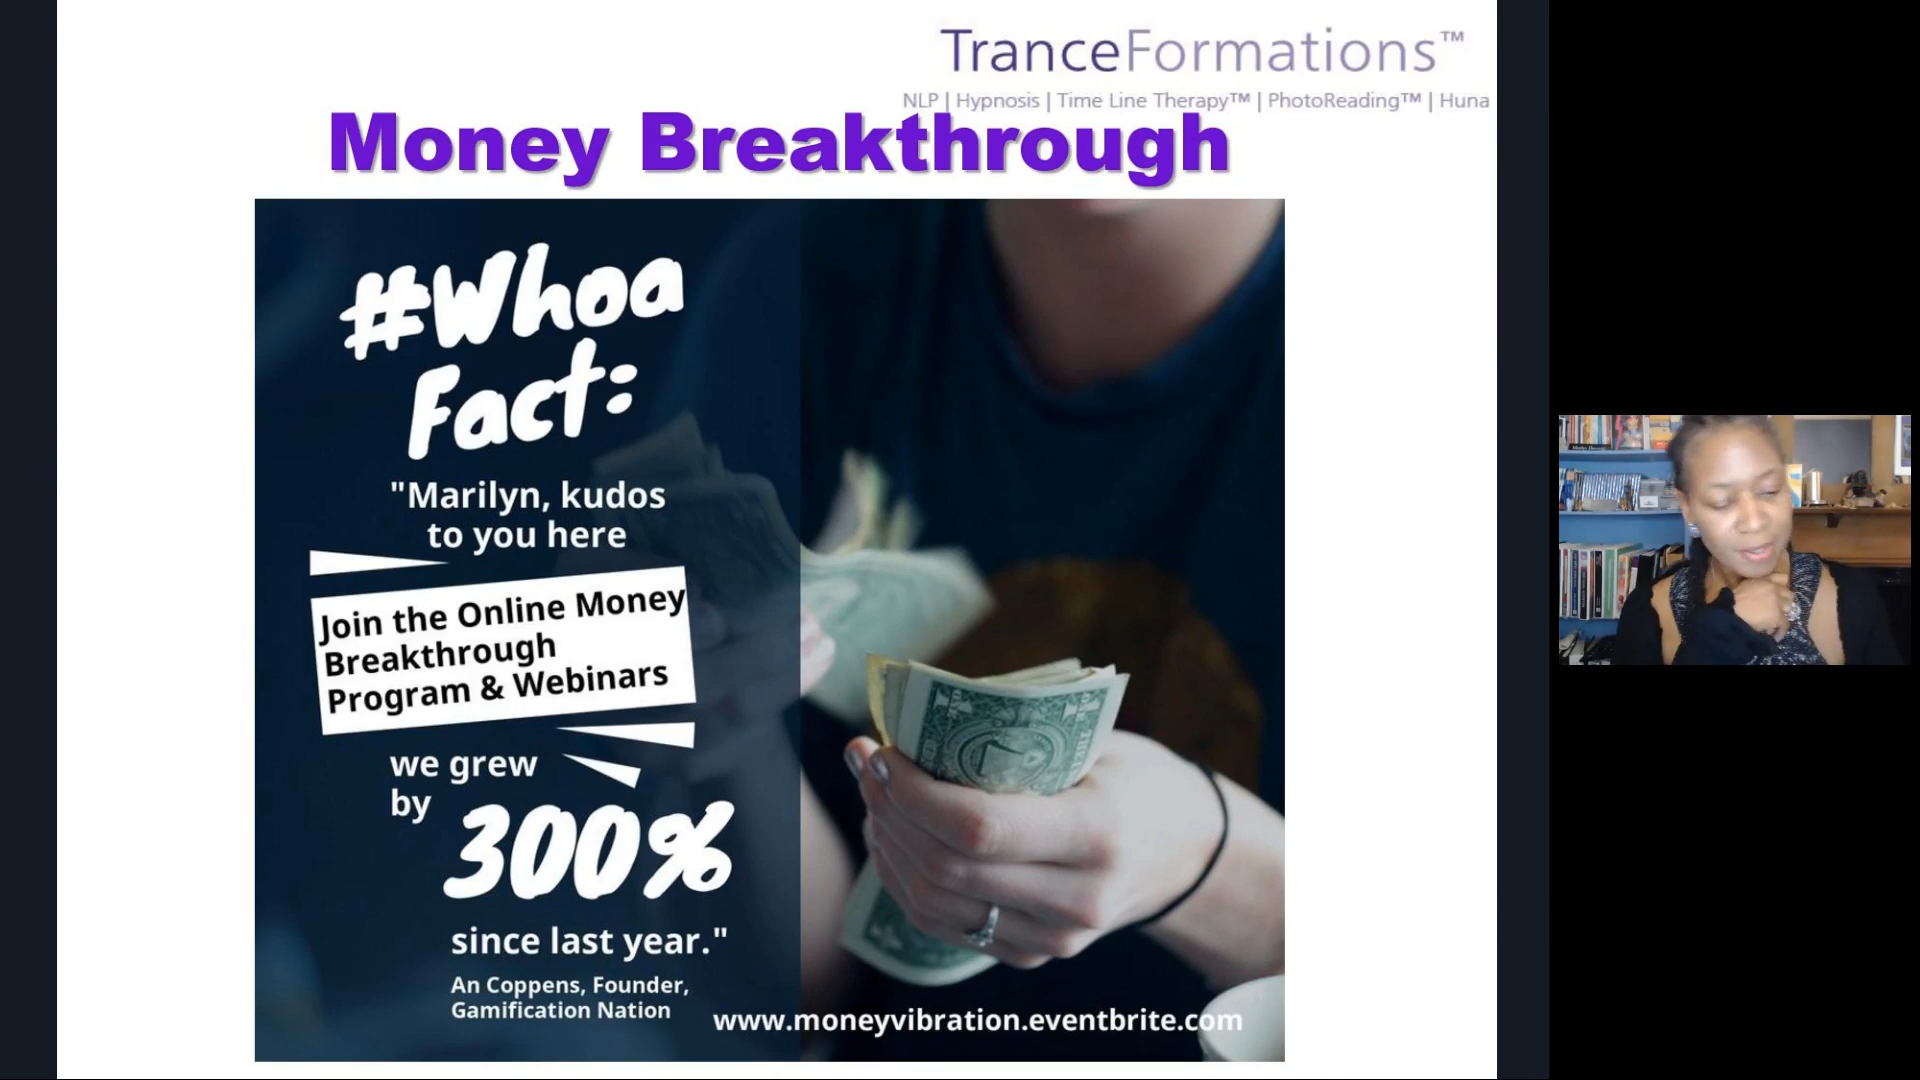 TranceFormations™
NLP | Hypnosis | Time Line Therapy™ | PhotoReading™ | Huna
Money Breakthrough
#Whoa
Fact:
"Marilyn, kudos
to you here
Join the Online Money
Breakthrough
Program & Webinars
we grew
by
300%
since last year."
An Coppens, Founder,
Gamification Nation
www.moneyvibration.eventbrite.com